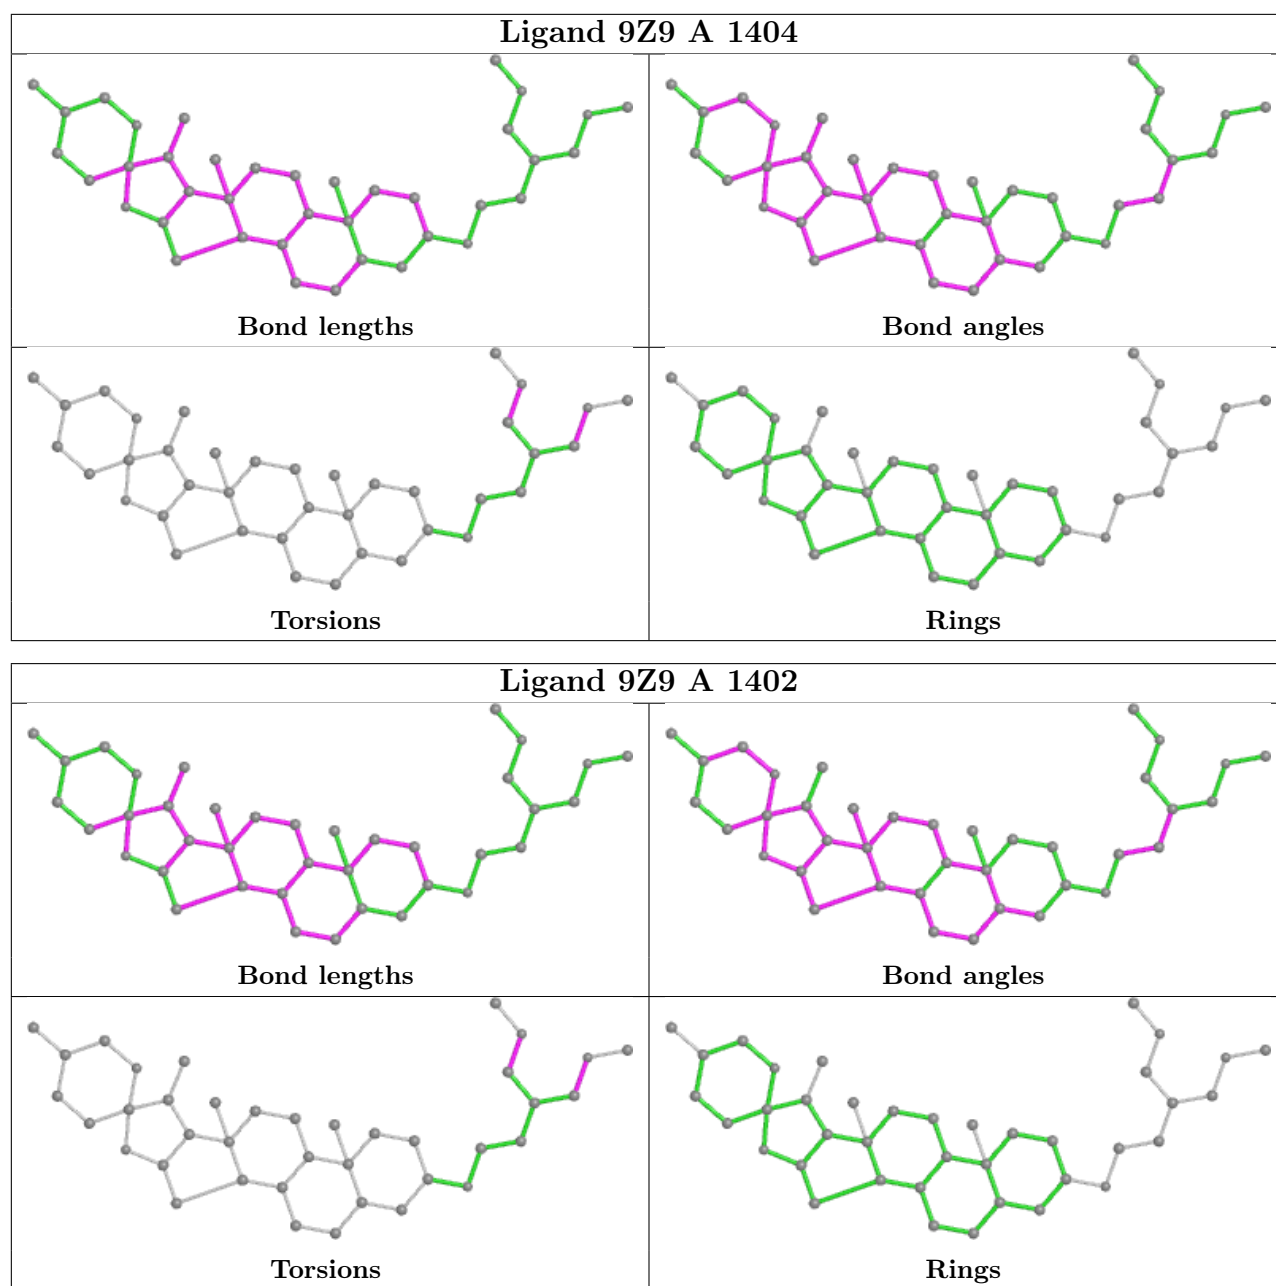 Ligand 9Z9 A 1404
Bond lengths
Bond angles
Torsions
Rings
Ligand 9Z9 A 1402
Bond lengths
Bond angles
Torsions
Rings